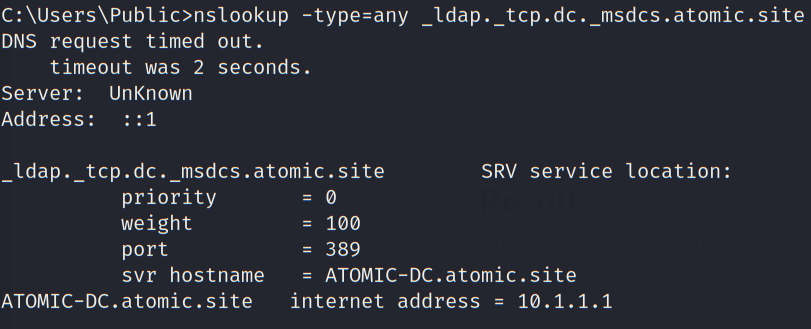 C:\Users\Public>nslookup -type=any _ldap._tcp.dc._msdcs.atomic.site
DNS request timed out.
    timeout was 2 seconds.
Server:  UnKnown
Address:  ::1

_ldap._tcp.dc._msdcs.atomic.site        SRV service location:
          priority       = 0
          weight         = 100
          port           = 389
          svr hostname   = ATOMIC-DC.atomic.site
ATOMIC-DC.atomic.site   internet address = 10.1.1.1